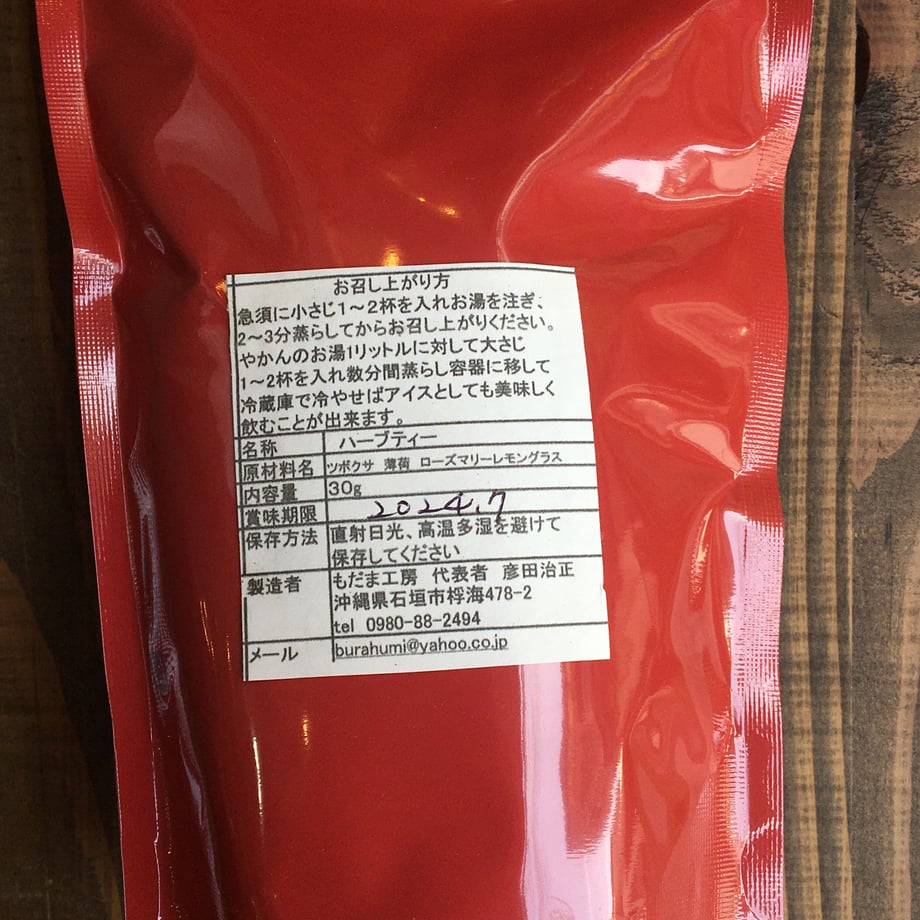 お召し上がり方
急須に小さじ1～2杯を入れお湯を注ぎ、
2～3分蒸らしてからお召し上がりください。
やかんのお湯1リットルに対して大さじ
1～2杯を入れ数分間蒸らし容器に移して
冷蔵庫で冷やせばアイスとしても美味しく
飲むことが出来ます。
名称 ハーブティー
原材料名 ツボクサ 薄荷 ローズマリーレモングラス
内容量 30g
賞味期限 2024.7
保存方法 直射日光、高温多湿を避けて
保存してください
製造者 もだま工房 代表者 彦田治正
沖縄県石垣市桴海478-2
tel 0980-88-2494
メール burahumi@yahoo.co.jp